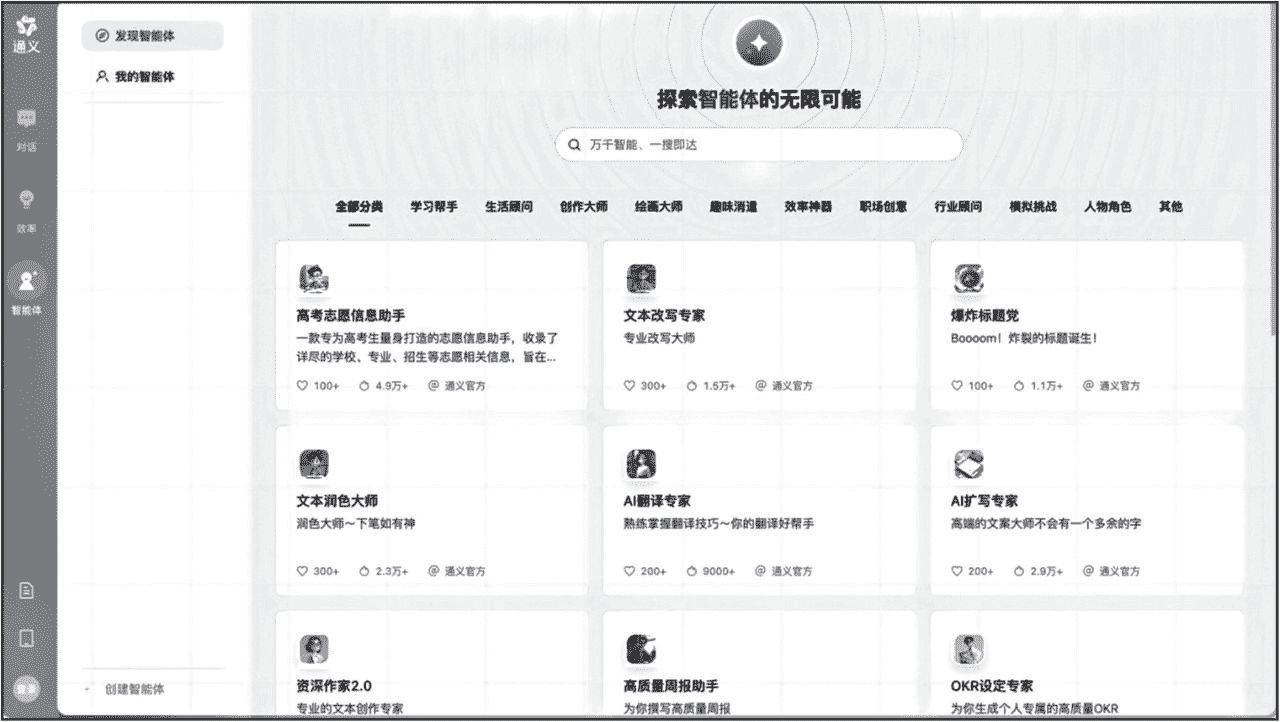 通义
对话
效率
智能体
登录
发现智能体
我的智能体
创建智能体
探索智能体的无限可能
万千智能、一搜即达
全部分类 学习帮手 生活顾问 创作大师 绘画大师 趣味消遣 效率神器 职场创意 行业顾问 模拟挑战 人物角色 其他
高考志愿信息助手
一款专为高考生量身打造的志愿信息助手，收录了
详尽的学校、专业、招生等志愿相关信息，旨在...
100+ 4.9万+ @ 通义官方
文本改写专家
专业改写大师
300+ 1.5万+ @ 通义官方
爆炸标题党
Boooom！炸裂的标题诞生！
100+ 1.1万+ @ 通义官方
文本润色大师
润色大师～下笔如有神
300+ 2.3万+ @ 通义官方
AI翻译专家
熟练掌握翻译技巧～你的翻译好帮手
200+ 9000+ @ 通义官方
AI扩写专家
高端的文案大师不会有一个多余的字
200+ 2.9万+ @ 通义官方
资深作家2.0
专业的文本创作专家
高质量周报助手
为你撰写高质量周报
OKR设定专家
为你生成个人专属的高质量OKR